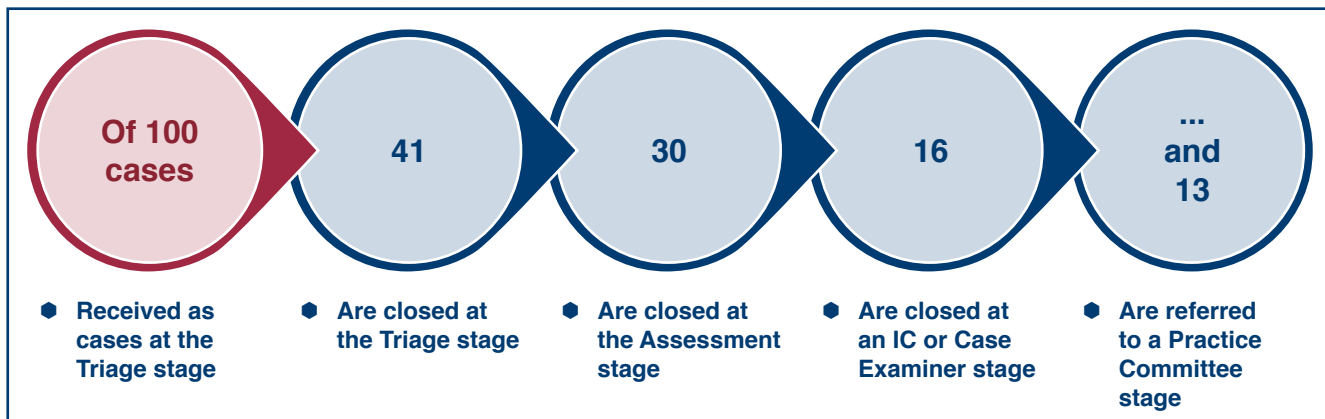 Of 100
cases
41
30
16
...
and
13
Received as
cases at the
Triage stage
Are closed at
the Triage stage
Are closed at
the Assessment
stage
Are closed at
an IC or Case
Examiner stage
Are referred
to a Practice
Committee
stage